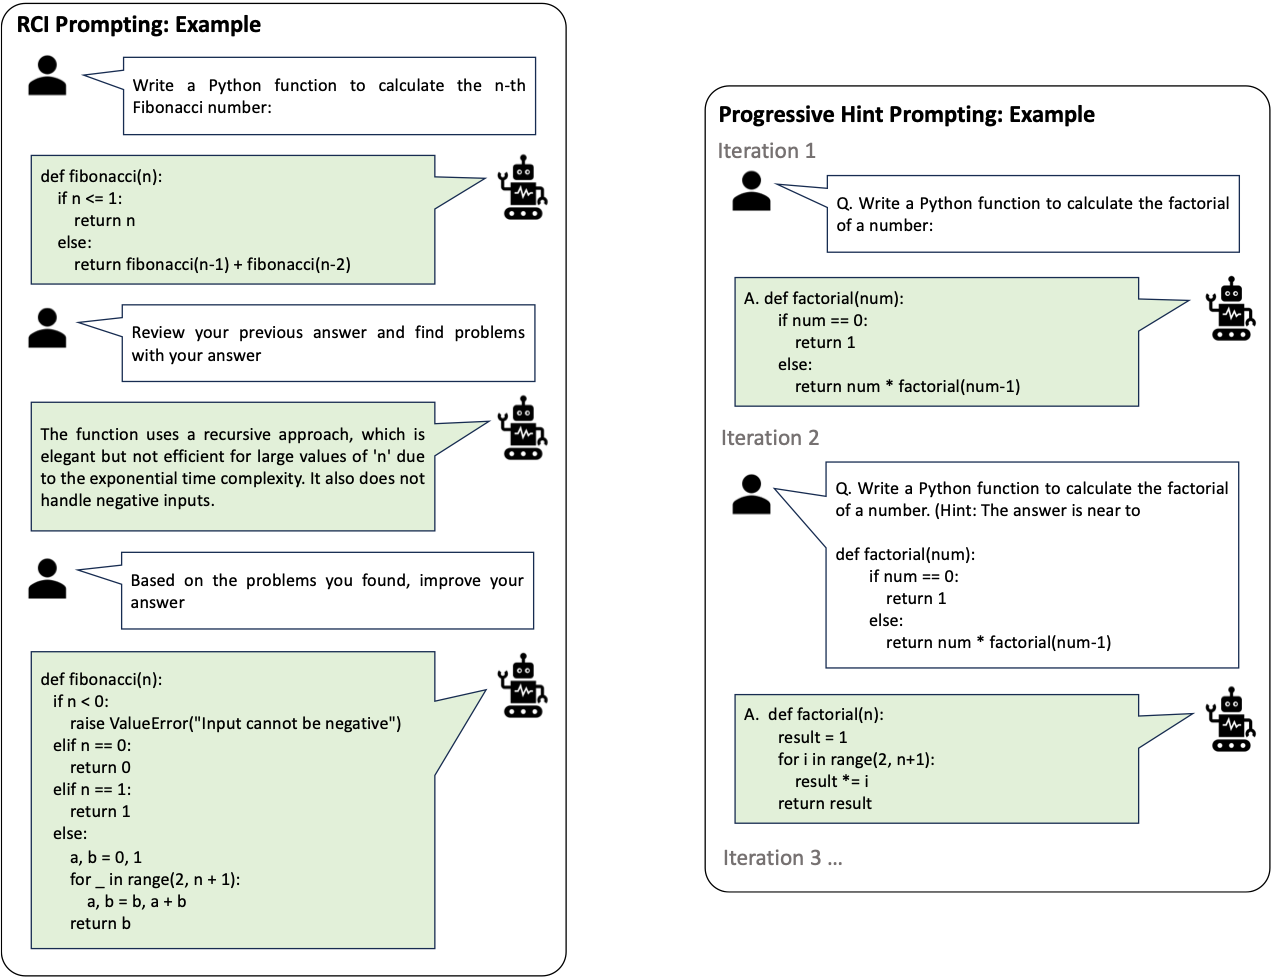 RCI Prompting: Example
Write a Python function to calculate the n-th
Fibonacci number:
def fibonacci(n):
if n <= 1:
return n
else:
return fibonacci(n-1) + fibonacci(n-2)
Review your previous answer and find problems
with your answer
The function uses a recursive approach, which is
elegant but not efficient for large values of 'n' due
to the exponential time complexity. It also does not
handle negative inputs.
Based on the problems you found, improve your
answer
def fibonacci(n):
if n < 0:
raise ValueError("Input cannot be negative")
elif n == 0:
return 0
elif n == 1:
return 1
else:
a, b = 0, 1
for _ in range(2, n + 1):
a, b = b, a + b
return b
Progressive Hint Prompting: Example
Iteration 1
Q. Write a Python function to calculate the factorial
of a number:
A. def factorial(num):
if num == 0:
return 1
else:
return num * factorial(num-1)
Iteration 2
Q. Write a Python function to calculate the factorial
of a number. (Hint: The answer is near to
def factorial(num):
if num == 0:
return 1
else:
return num * factorial(num-1)
A. def factorial(n):
result = 1
for i in range(2, n+1):
result *= i
return result
Iteration 3 ...